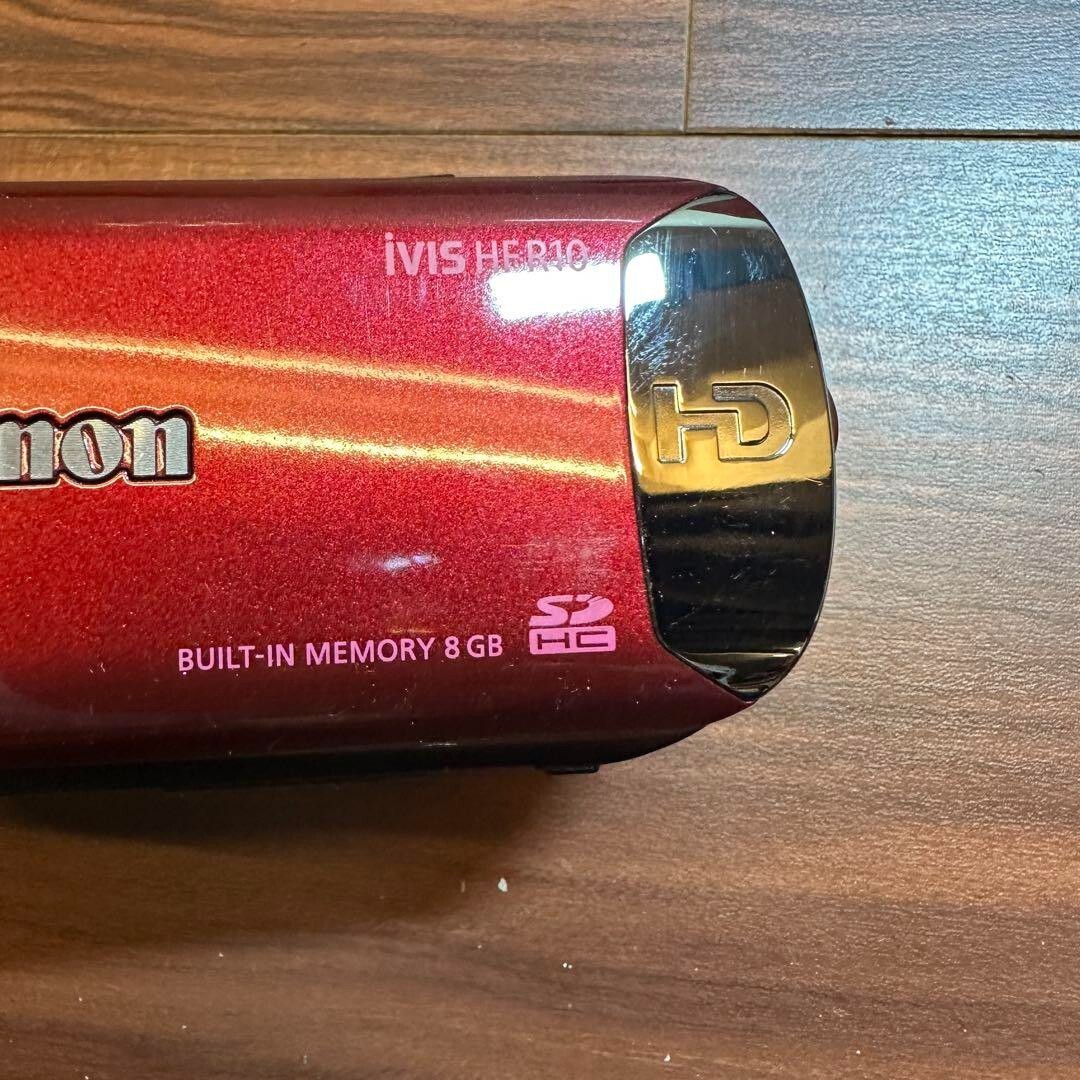 iVIS HF R10
HD
non
BUILT-IN MEMORY 8 GB
SD
HC